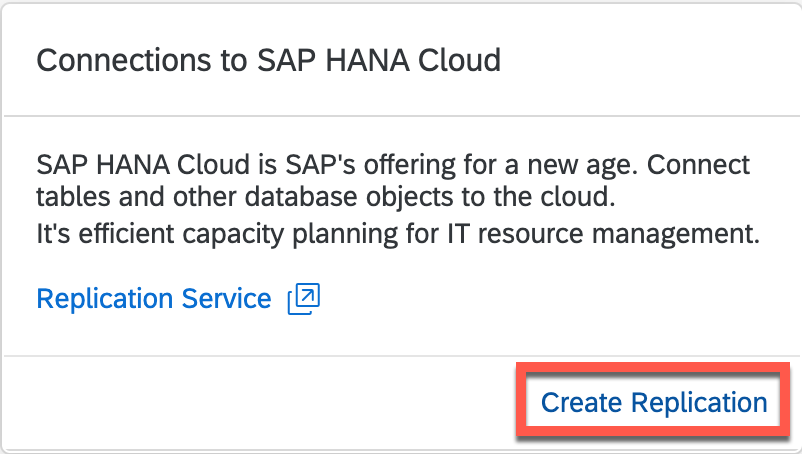 Connections to SAP HANA Cloud
SAP HANA Cloud is SAP's offering for a new age. Connect
tables and other database objects to the cloud.
It's efficient capacity planning for IT resource management.
Replication Service
Create Replication